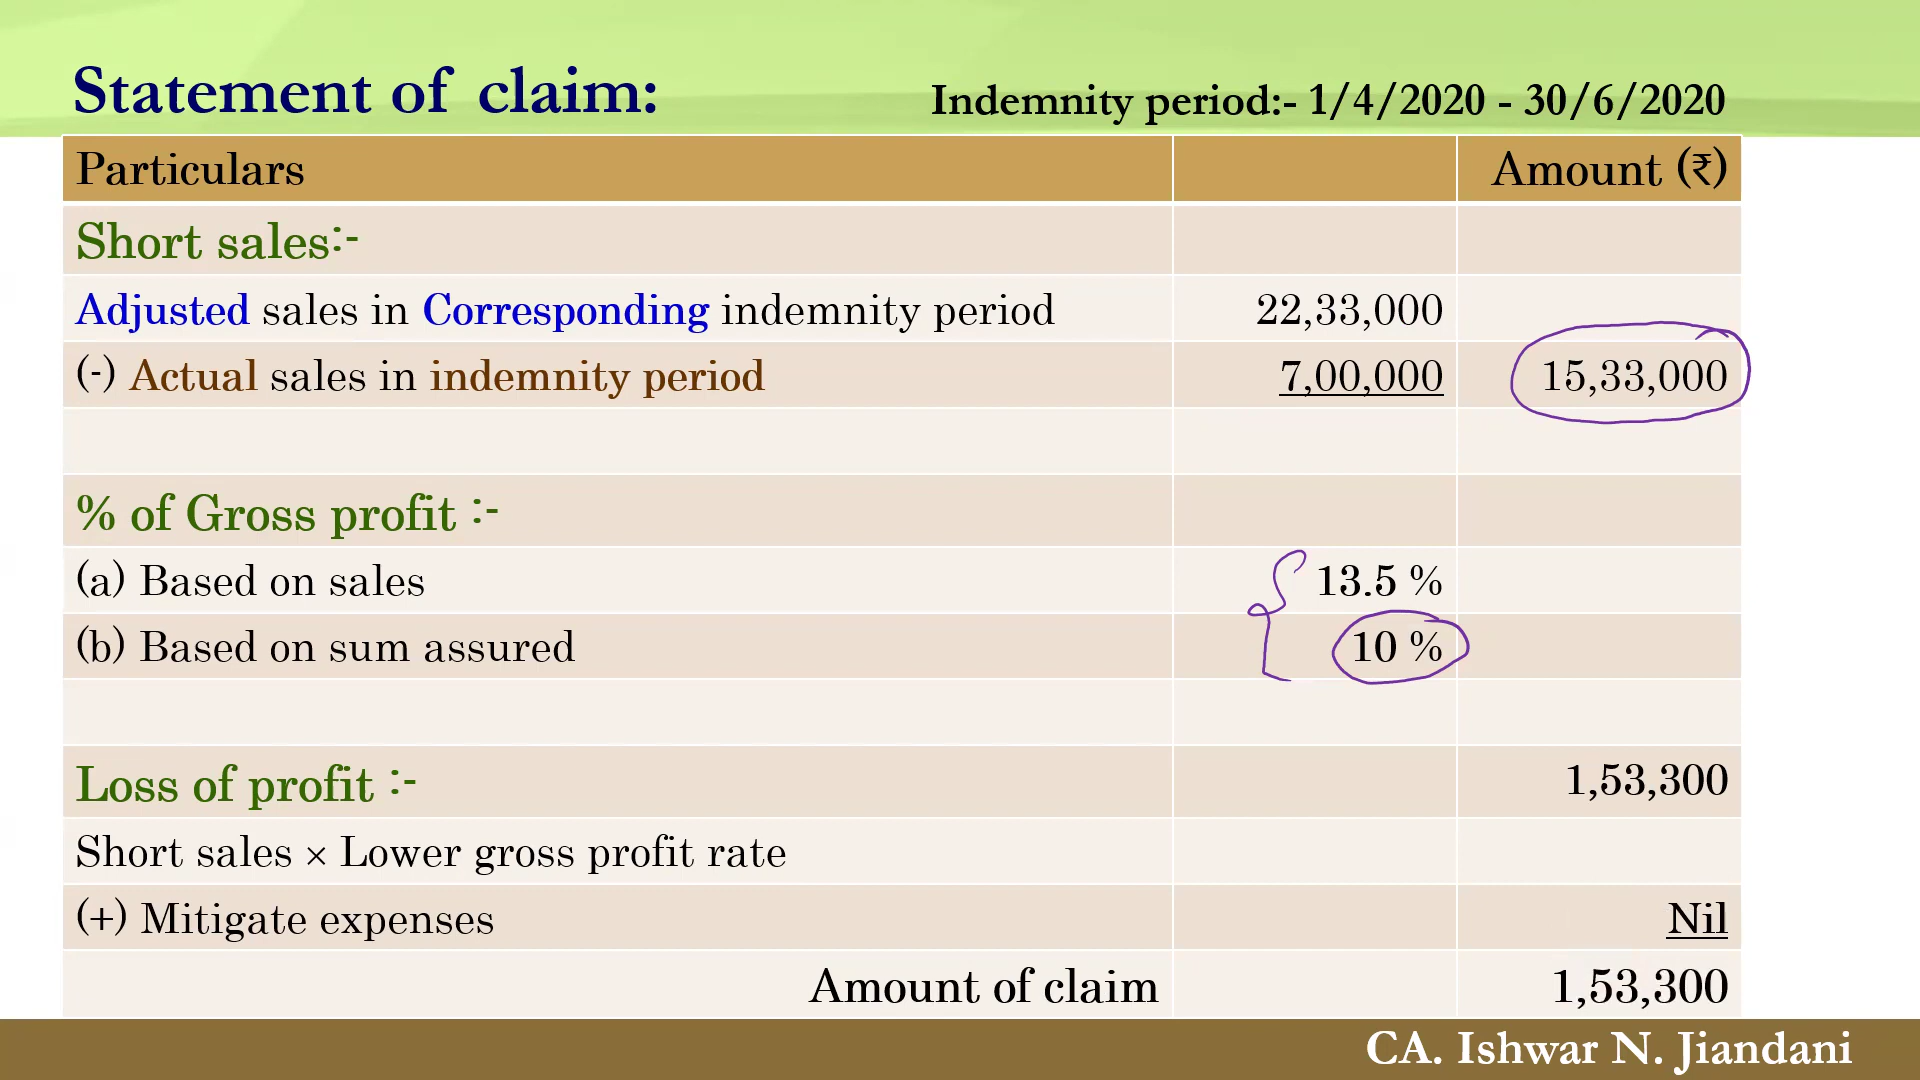 Statement of claim:
Indemnity period:- 1/4/2020 - 30/6/2020
Particulars Amount (₹)
Short sales:-
Adjusted sales in Corresponding indemnity period 22,33,000
(-) Actual sales in indemnity period 7,00,000 15,33,000
% of Gross profit :-
(a) Based on sales 13.5 %
(b) Based on sum assured 10 %
Loss of profit :- 1,53,300
Short sales × Lower gross profit rate
(+) Mitigate expenses Nil
Amount of claim 1,53,300
CA. Ishwar N. Jiandani